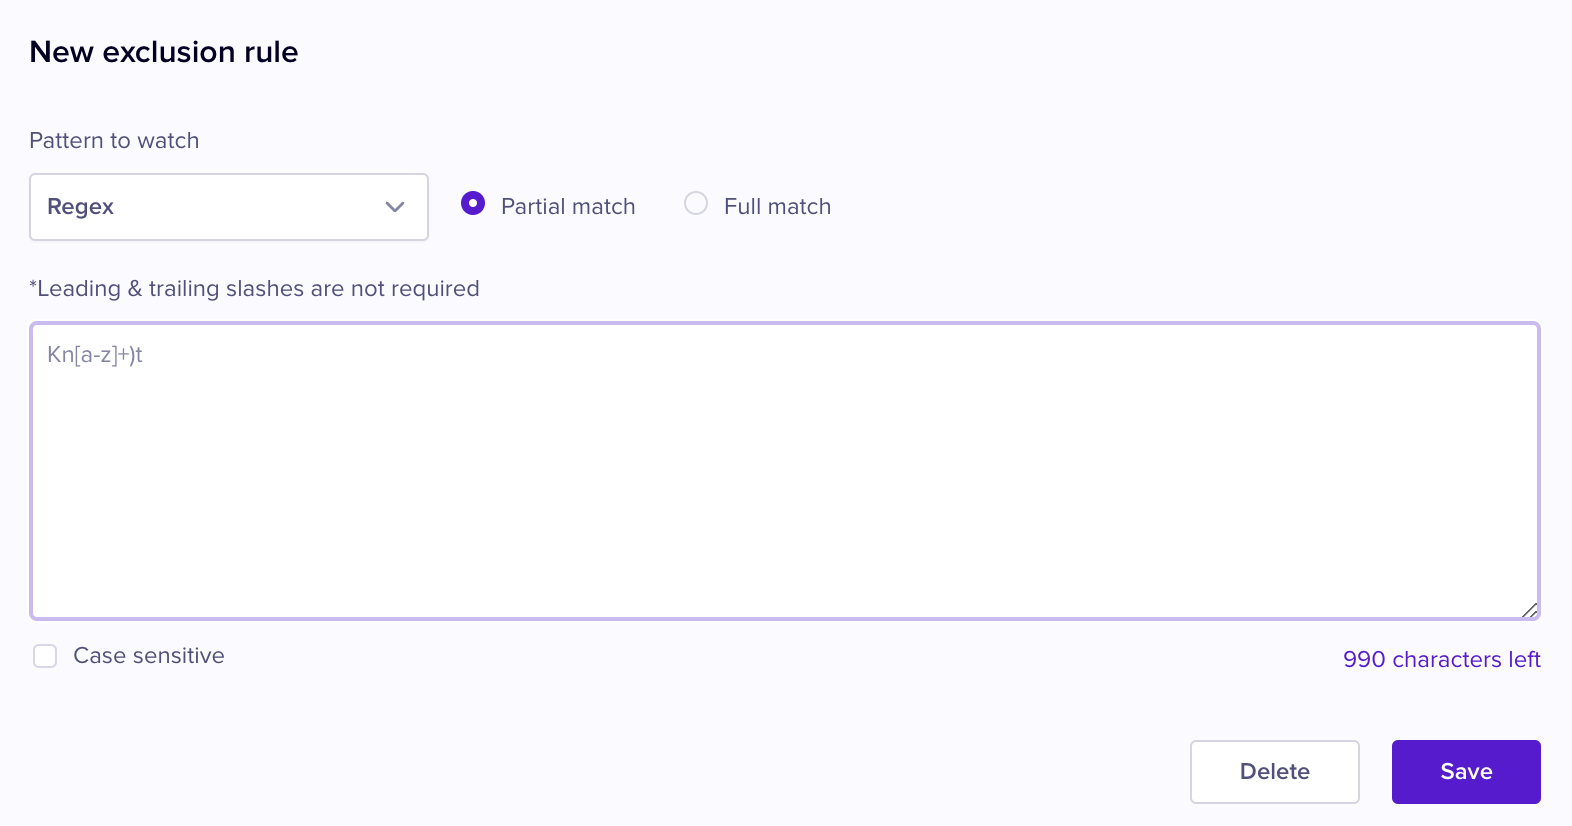 New exclusion rule
Pattern to watch
Regex Partial match Full match
*Leading & trailing slashes are not required
Kn[a-z]+)t
Case sensitive 990 characters left
Delete Save